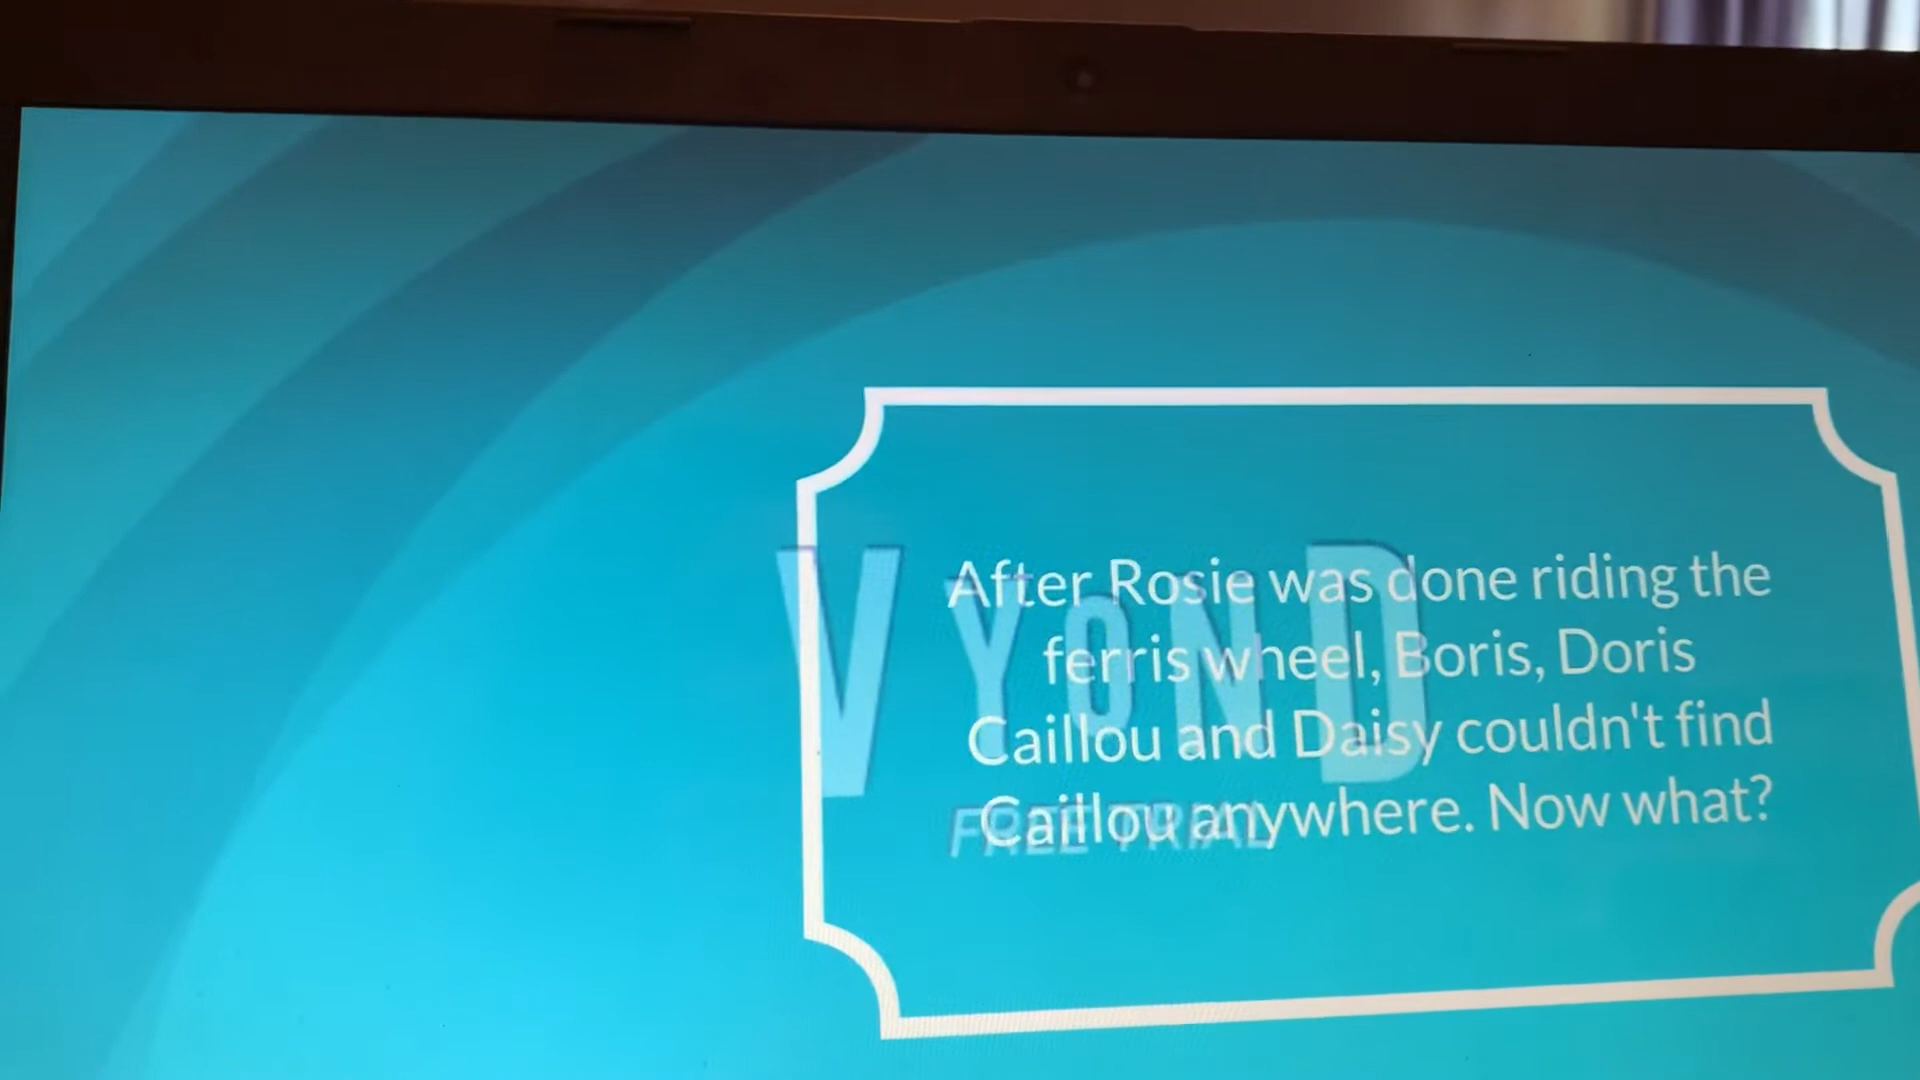 After Rosie was done riding the
ferris wheel, Boris, Doris
Caillou and Daisy couldn't find
Caillou anywhere. Now what?
VYOND
FREE TRIAL